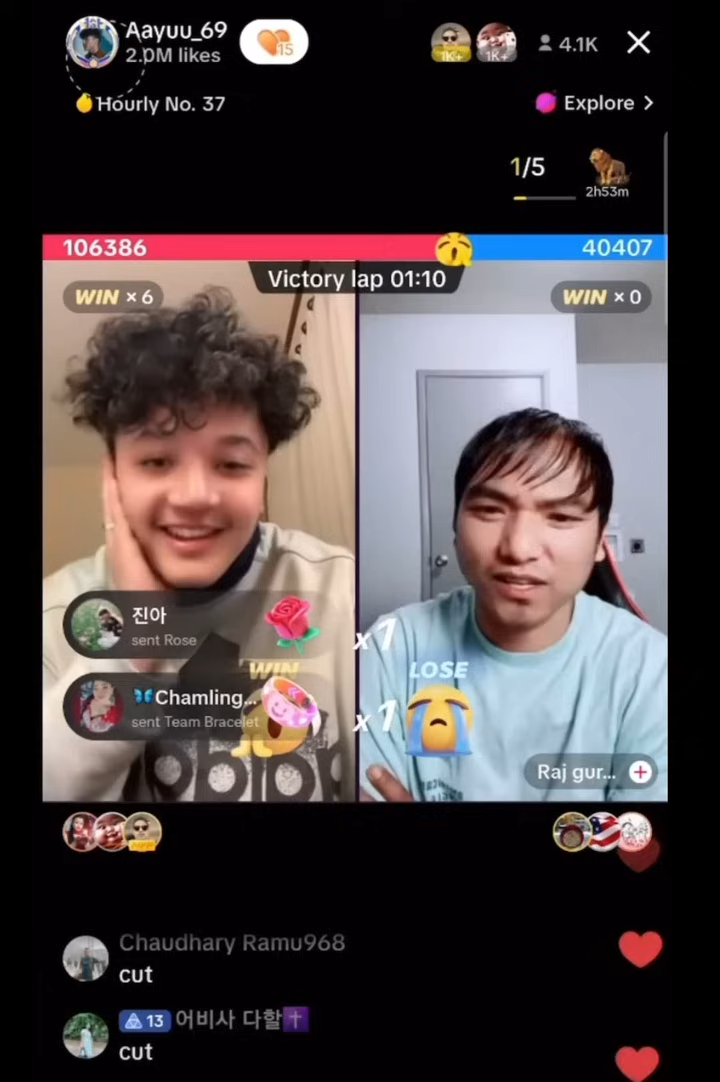 Aayuu_69
2.0M likes
15
1K+
1K+
4.1K
Hourly No. 37
Explore
1/5
2h53m
106386
40407
Victory lap 01:10
WIN × 6
WIN × 0
진아
sent Rose
x1
WIN
LOSE
Chamling...
sent Team Bracelet
x1
Raj gur...
Chaudhary Ramu968
cut
13 어비사 다할
cut